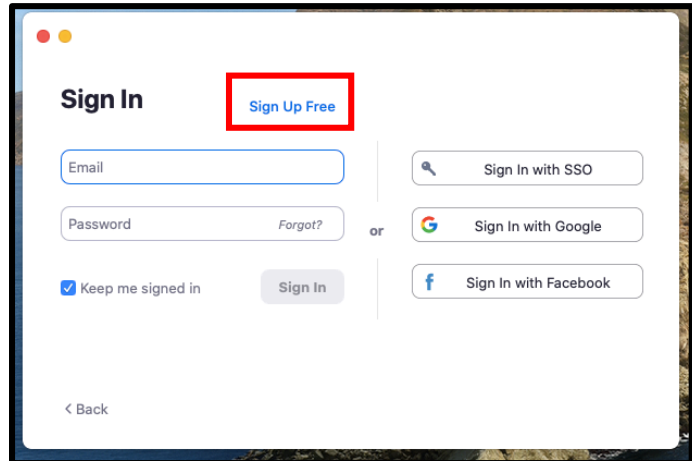 Sign In
Sign Up Free
Email
Password
Forgot?
Keep me signed in
Sign In
or
Sign In with SSO
Sign In with Google
Sign In with Facebook
< Back